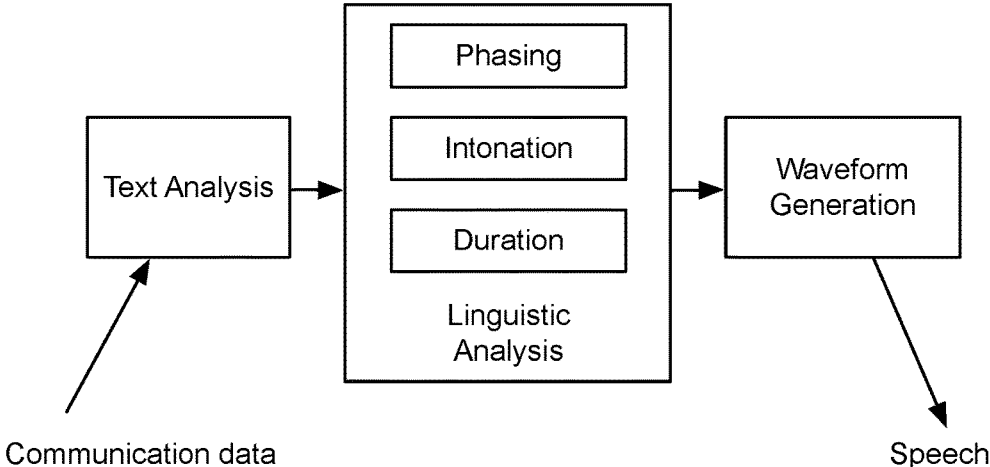 Phasing
Text Analysis
Intonation
Duration
Linguistic
Analysis
Waveform
Generation
Communication data
Speech